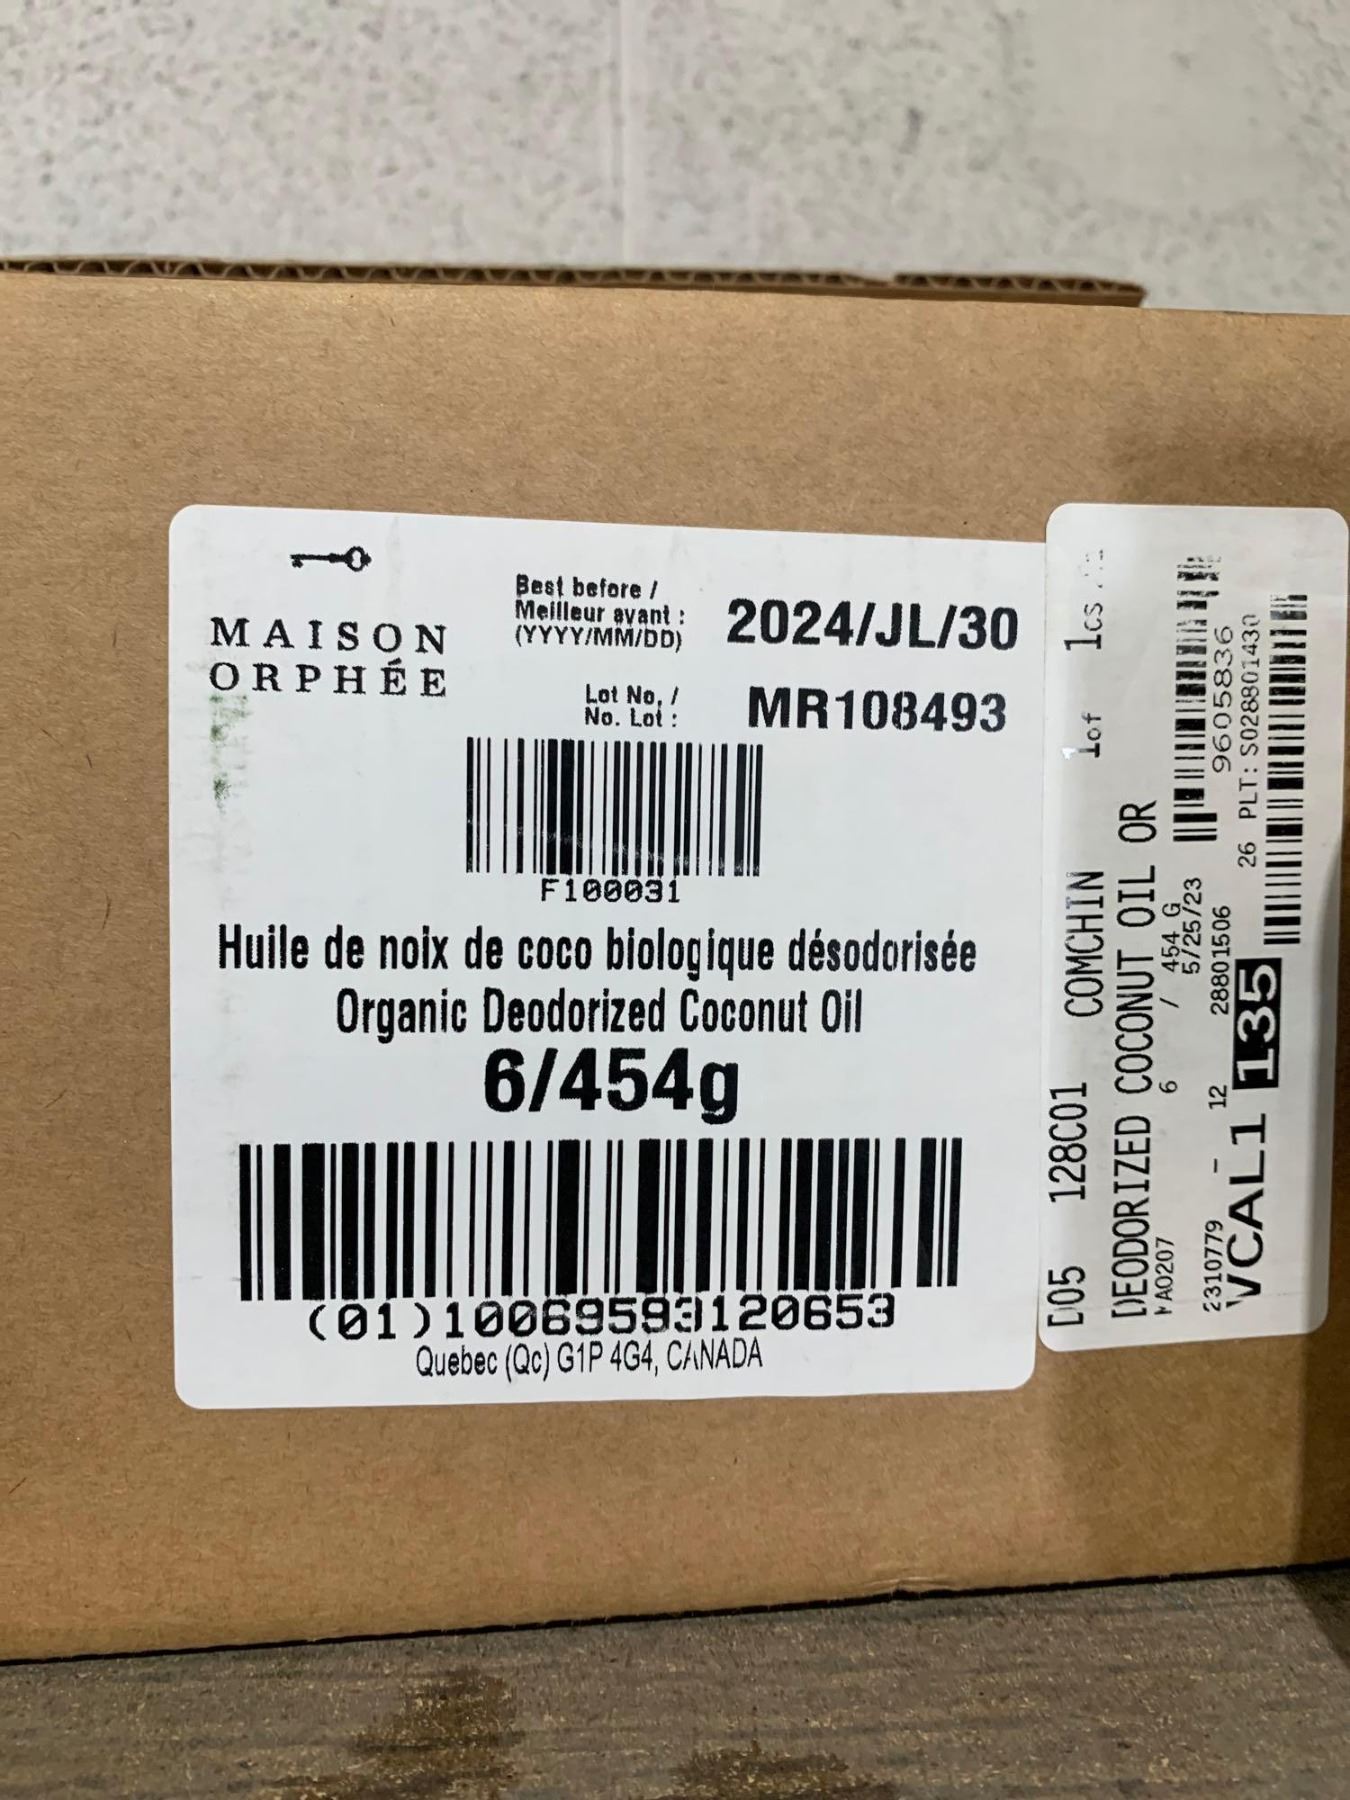 MAISON
ORPHÉE
Best before /
Meilleur avant :
(YYYY/MM/DD)
2024/JL/30
Lot No. /
No. Lot :
MR108493
F100031
Huile de noix de coco biologique désodorisée
Organic Deodorized Coconut Oil
6/454g
(01)10069593120653
Quebec (Qc) G1P 4G4, CANADA
D05 128C01 COMCHIN 1of 1cs
DEODORIZED COCONUT OIL OR
6 / 454 G
A0207 5/25/23
9605836
2310779 - 12 28801506
26 PLT: S028801430
VCAL1 135